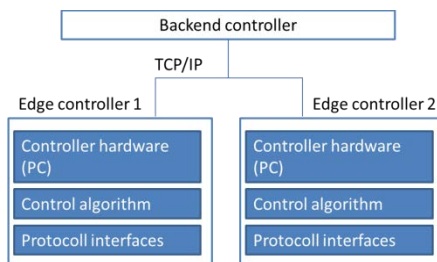 Backend controller
TCP/IP
Edge controller 1
Controller hardware
(PC)
Control algorithm
Protocoll interfaces
Edge controller 2
Controller hardware
(PC)
Control algorithm
Protocoll interfaces